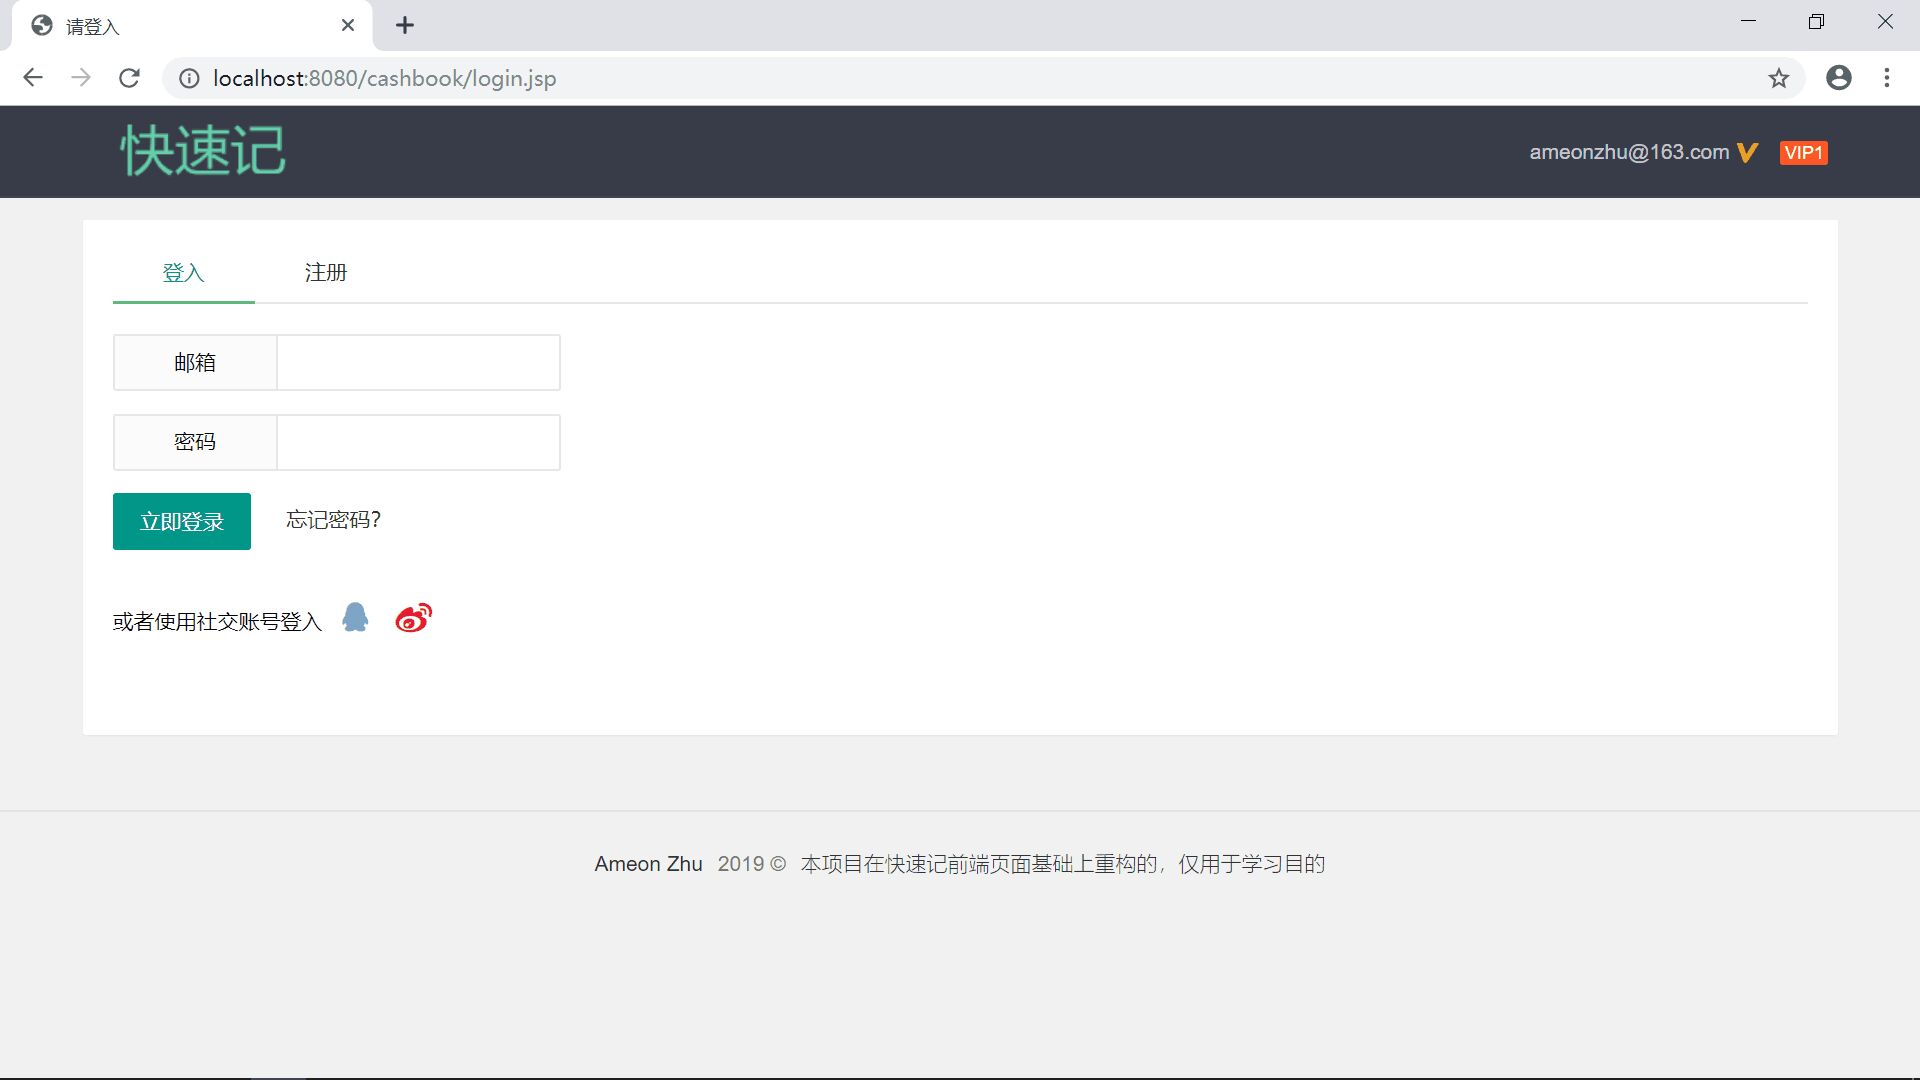 请登入
localhost:8080/cashbook/login.jsp
快速记
ameonzhu@163.com VIP1
登入 注册
邮箱
密码
立即登录 忘记密码?
或者使用社交账号登入
Ameon Zhu 2019 © 本项目在快速记前端页面基础上重构的，仅用于学习目的